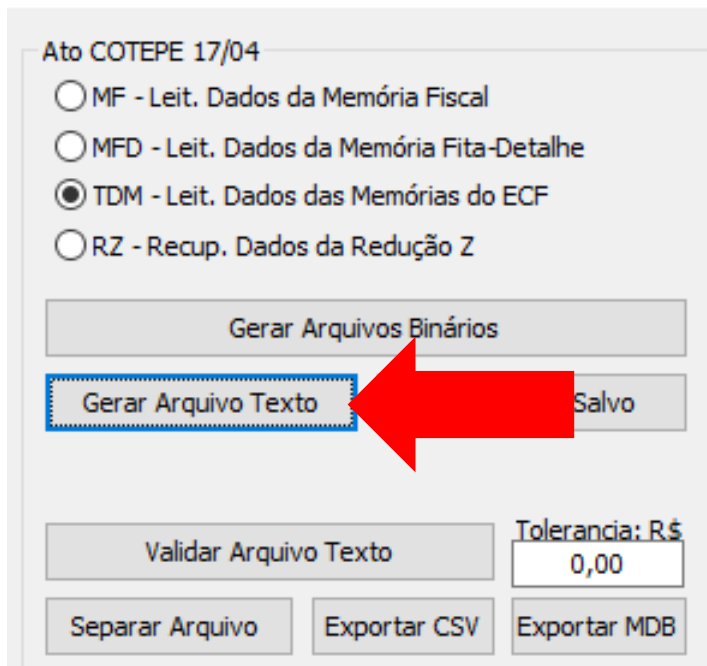 Ato COTEPE 17/04
MF - Leit. Dados da Memória Fiscal
MFD - Leit. Dados da Memória Fita-Detalhe
TDM - Leit. Dados das Memórias do ECF
RZ - Recup. Dados da Redução Z
Gerar Arquivos Binários
Gerar Arquivo Texto Salvo
Validar Arquivo Texto
Tolerancia: R$
0,00
Separar Arquivo Exportar CSV Exportar MDB